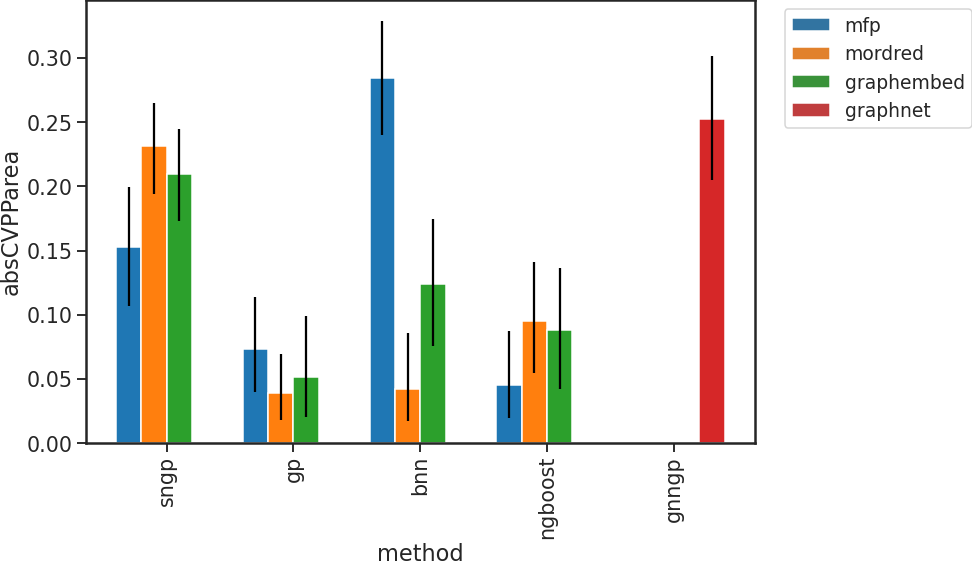 mfp
mordred
graphembed
graphnet
absCVPParea
0.30
0.25
0.20
0.15
0.10
0.05
0.00
sngp
gp
bnn
ngboost
gnngp
method